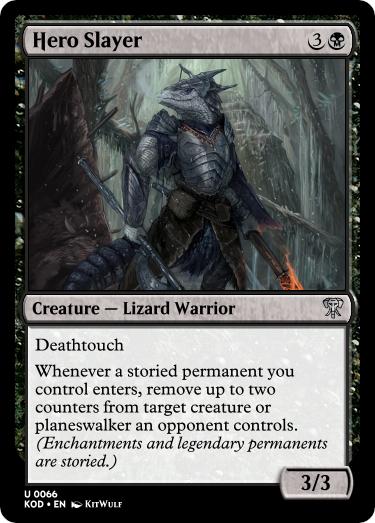 Hero Slayer 3
Creature — Lizard Warrior
Deathtouch
Whenever a storied permanent you
control enters, remove up to two
counters from target creature or
planeswalker an opponent controls.
(Enchantments and legendary permanents
are storied.)
3/3
U 0066
KOD • EN KitWulf